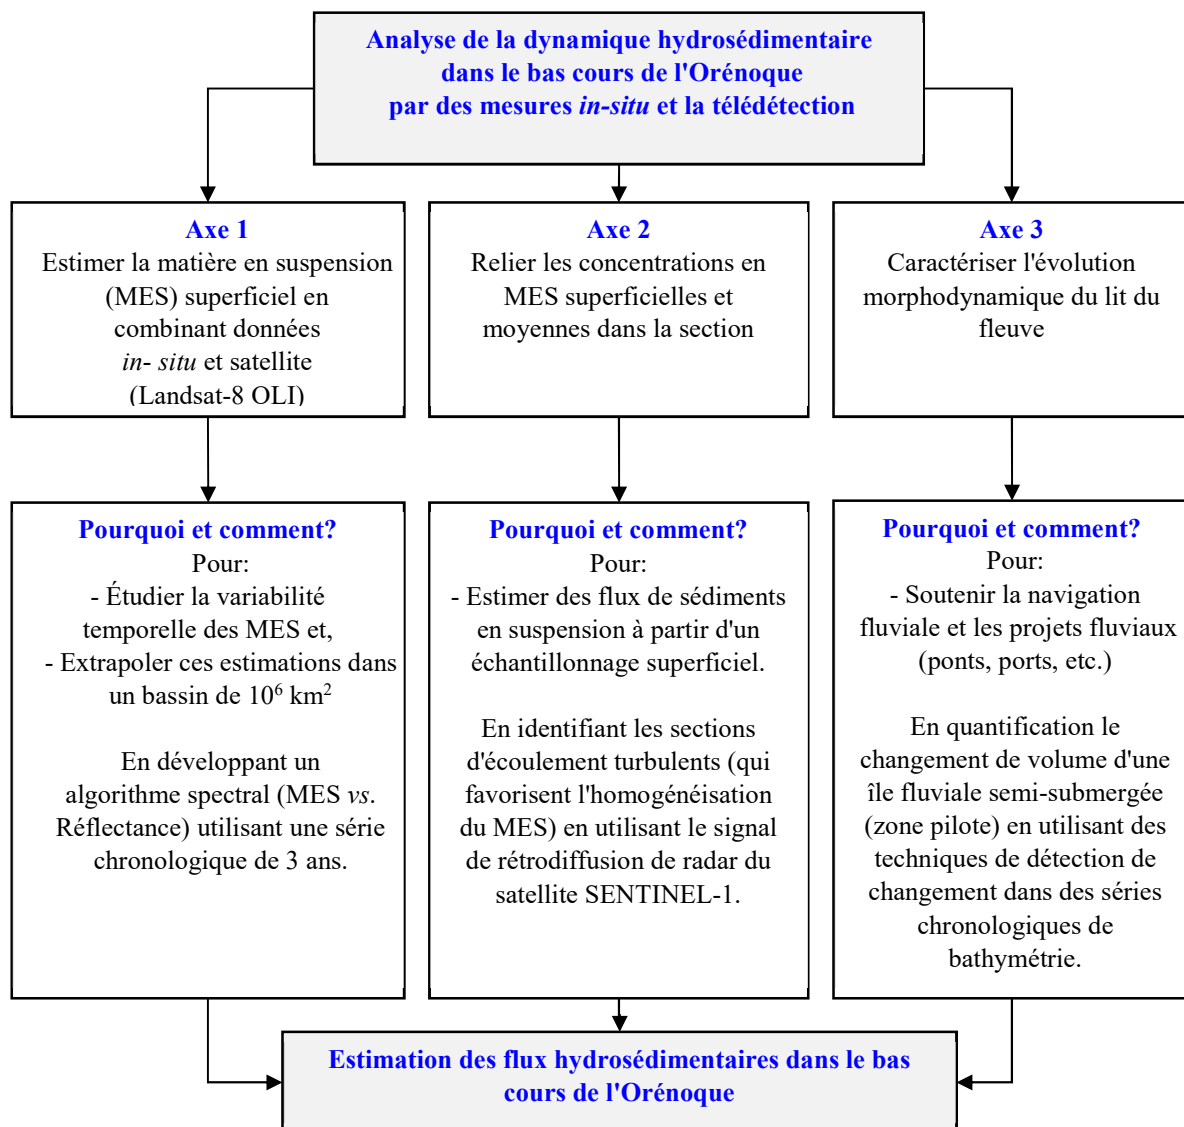 Analyse de la dynamique hydrosédimentaire
dans le bas cours de l'Orénoque
par des mesures in-situ et la télédétection
Axe 1
Estimer la matière en suspension
(MES) superficiel en
combinant données
in- situ et satellite
(Landsat-8 OLI)
Axe 2
Relier les concentrations en
MES superficielles et
moyennes dans la section
Axe 3
Caractériser l'évolution
morphodynamique du lit du
fleuve
Pourquoi et comment?
Pour:
- Étudier la variabilité
temporelle des MES et,
- Extrapoler ces estimations dans
un bassin de 10⁶ km²
En développant un
algorithme spectral (MES vs.
Réflectance) utilisant une série
chronologique de 3 ans.
Pourquoi et comment?
Pour:
- Estimer des flux de sédiments
en suspension à partir d'un
échantillonnage superficiel.
En identifiant les sections
d'écoulement turbulents (qui
favorisent l'homogénéisation
du MES) en utilisant le signal
de rétrodiffusion de radar du
satellite SENTINEL-1.
Pourquoi et comment?
Pour:
- Soutenir la navigation
fluviale et les projets fluviaux
(ponts, ports, etc.)
En quantification le
changement de volume d'une
île fluviale semi-submergée
(zone pilote) en utilisant des
techniques de détection de
changement dans des séries
chronologiques de
bathymétrie.
Estimation des flux hydrosédimentaires dans le bas
cours de l'Orénoque